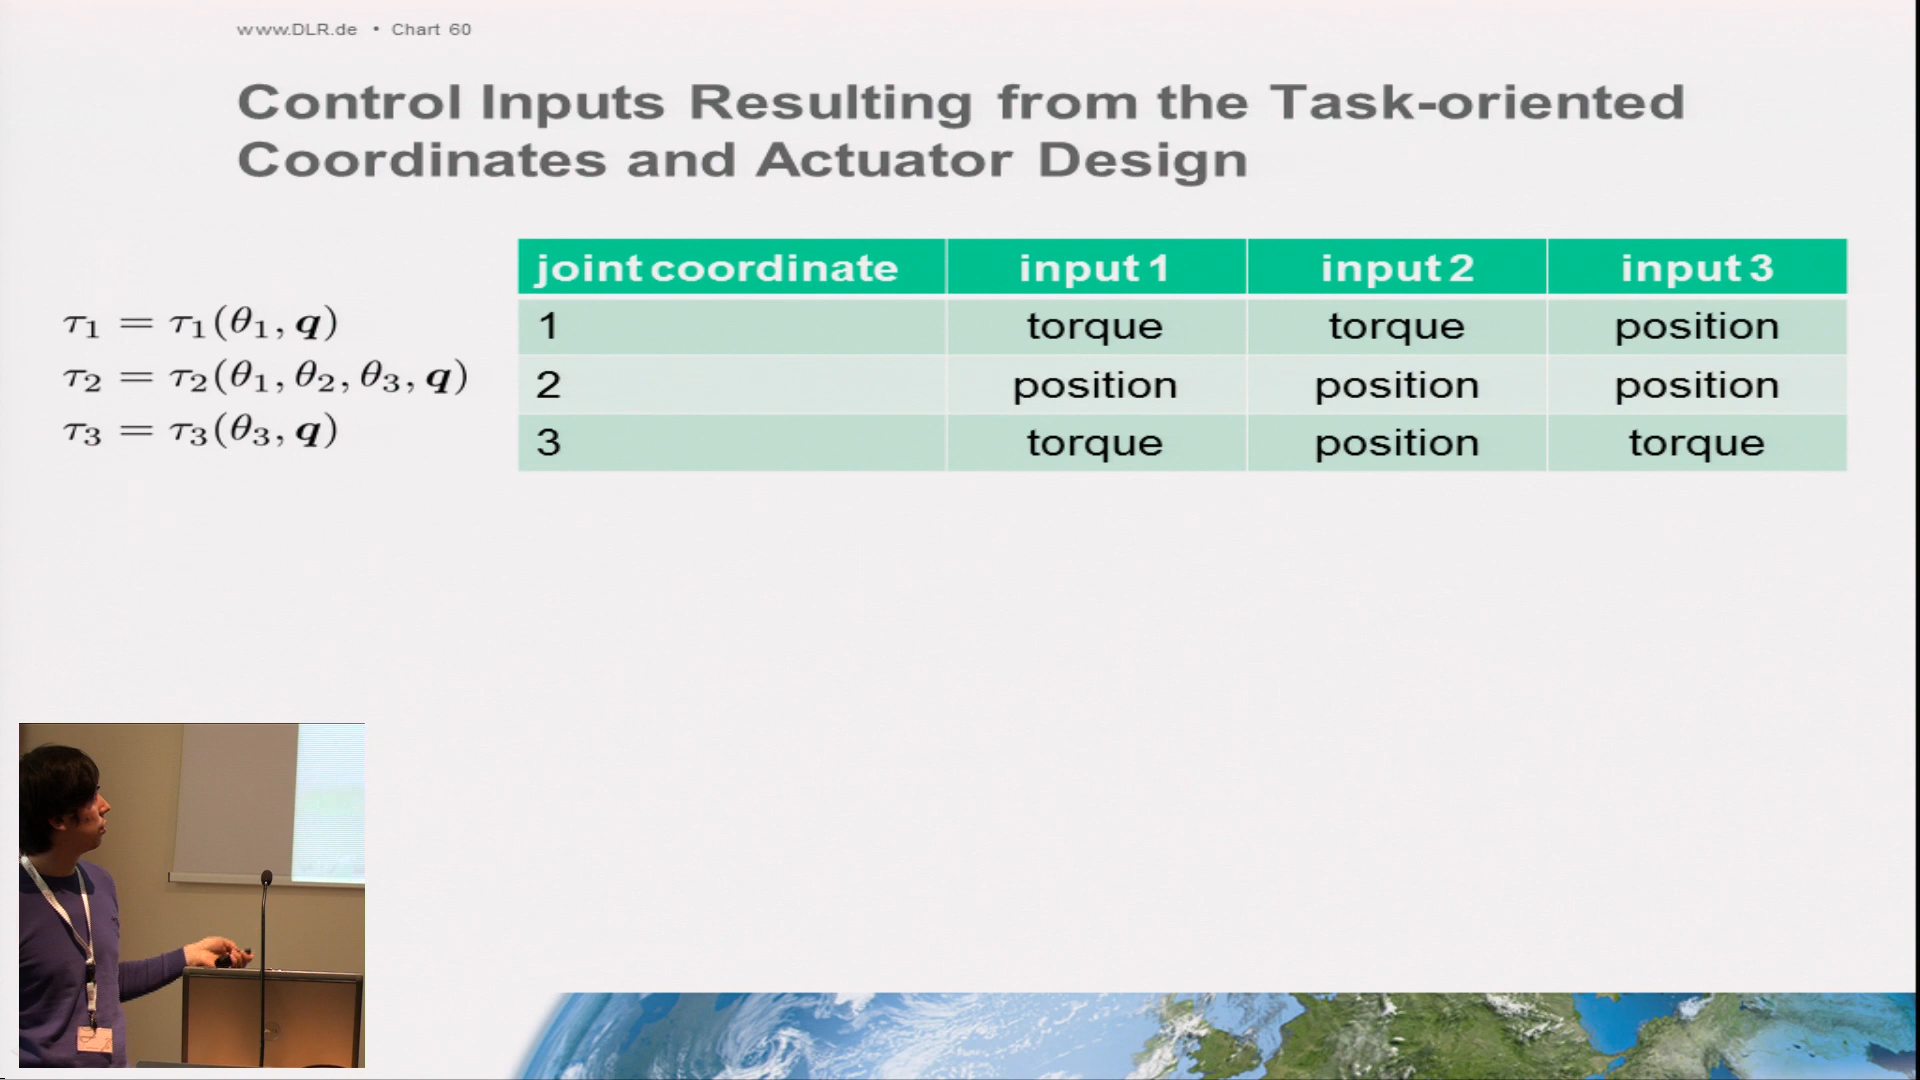 www.DLR.de • Chart 60
Control Inputs Resulting from the Task-oriented
Coordinates and Actuator Design
τ₁ = τ₁(θ₁, q)
τ₂ = τ₂(θ₁, θ₂, θ₃, q)
τ₃ = τ₃(θ₃, q)
joint coordinate input 1 input 2 input 3
1 torque torque position
2 position position position
3 torque position torque